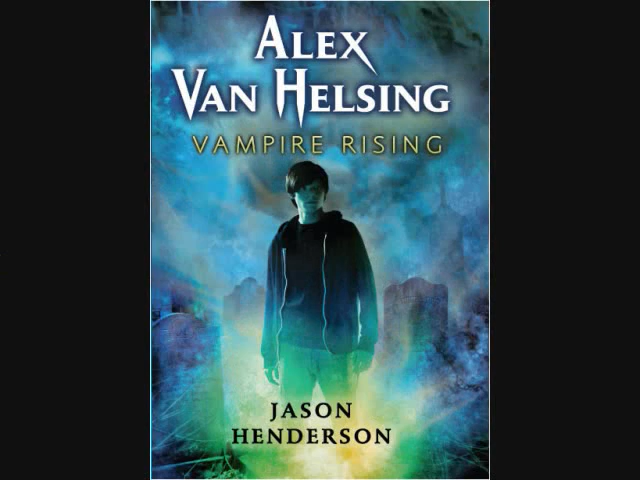 ALEX
VAN HELSING
VAMPIRE RISING
JASON
HENDERSON